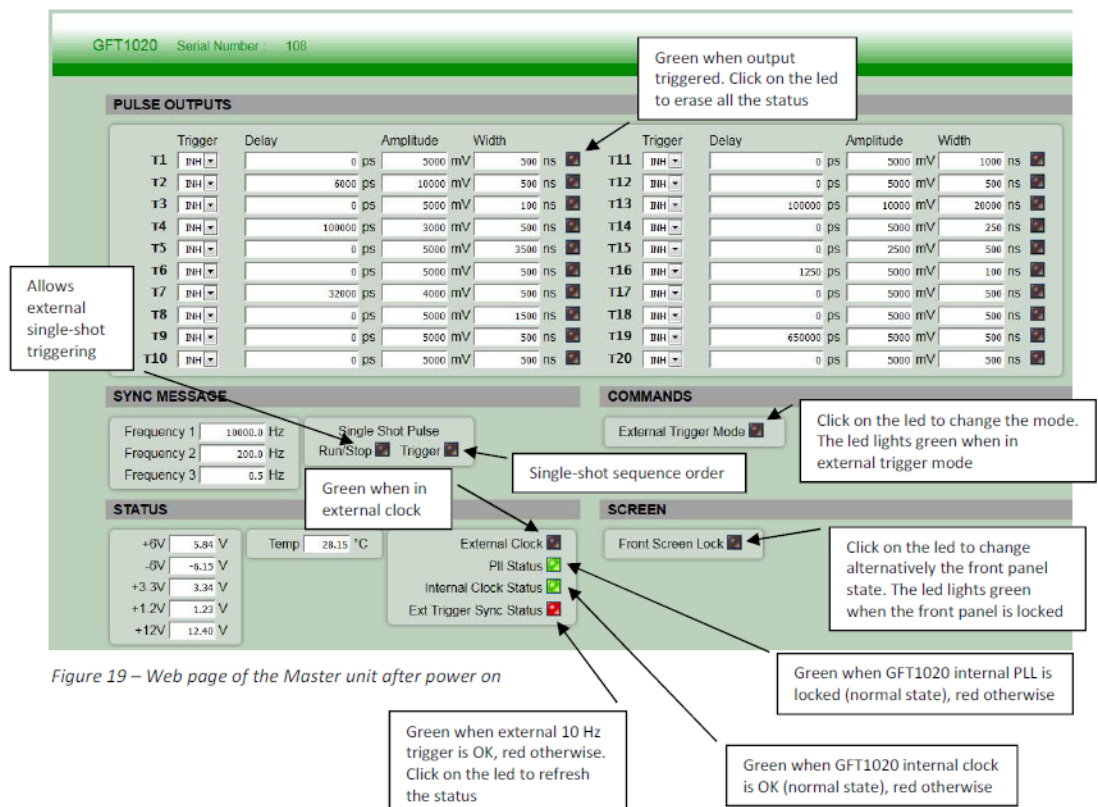 GFT1020 Serial Number : 108
Green when output
triggered. Click on the led
to erase all the status
PULSE OUTPUTS
Trigger Delay Amplitude Width Trigger Delay Amplitude Width
T1 INH 0 ps 5000 mV 500 ns T11 INH 0 ps 5000 mV 1000 ns
T2 INH 6000 ps 10000 mV 500 ns T12 INH 0 ps 5000 mV 500 ns
T3 INH 0 ps 5000 mV 100 ns T13 INH 100000 ps 10000 mV 20000 ns
T4 INH 100000 ps 3000 mV 500 ns T14 INH 0 ps 5000 mV 250 ns
T5 INH 0 ps 5000 mV 3500 ns T15 INH 0 ps 2500 mV 500 ns
T6 INH 0 ps 5000 mV 500 ns T16 INH 1250 ps 5000 mV 100 ns
T7 INH 32000 ps 4000 mV 500 ns T17 INH 0 ps 5000 mV 500 ns
T8 INH 0 ps 5000 mV 1500 ns T18 INH 0 ps 5000 mV 500 ns
T9 INH 0 ps 5000 mV 500 ns T19 INH 650000 ps 5000 mV 500 ns
T10 INH 0 ps 5000 mV 500 ns T20 INH 0 ps 5000 mV 500 ns
Allows
external
single-shot
triggering
SYNC MESSAGE
Frequency 1 10000.0 Hz
Frequency 2 200.0 Hz
Frequency 3 0.5 Hz
Single Shot Pulse
Run/Stop Trigger
Single-shot sequence order
COMMANDS
External Trigger Mode
Click on the led to change the mode.
The led lights green when in
external trigger mode
Green when in
external clock
STATUS
+6V 5.84 V
-6V -6.15 V
+3.3V 3.34 V
+1.2V 1.23 V
+12V 12.40 V
Temp 28.15 °C
External Clock
Pll Status
Internal Clock Status
Ext Trigger Sync Status
SCREEN
Front Screen Lock
Click on the led to change
alternatively the front panel
state. The led lights green
when the front panel is locked
Figure 19 – Web page of the Master unit after power on
Green when GFT1020 internal PLL is
locked (normal state), red otherwise
Green when external 10 Hz
trigger is OK, red otherwise.
Click on the led to refresh
the status
Green when GFT1020 internal clock
is OK (normal state), red otherwise